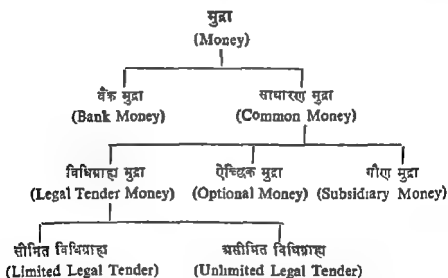 मुद्रा
(Money)
बैंक मुद्रा साधारण मुद्रा
(Bank Money) (Common Money)
विधिग्राह्य मुद्रा ऐच्छिक मुद्रा गौण मुद्रा
(Legal Tender Money) (Optional Money) (Subsidiary Money)
सीमित विधिग्राह्य असीमित विधिग्राह्य
(Limited Legal Tender) (Unlimited Legal Tender)